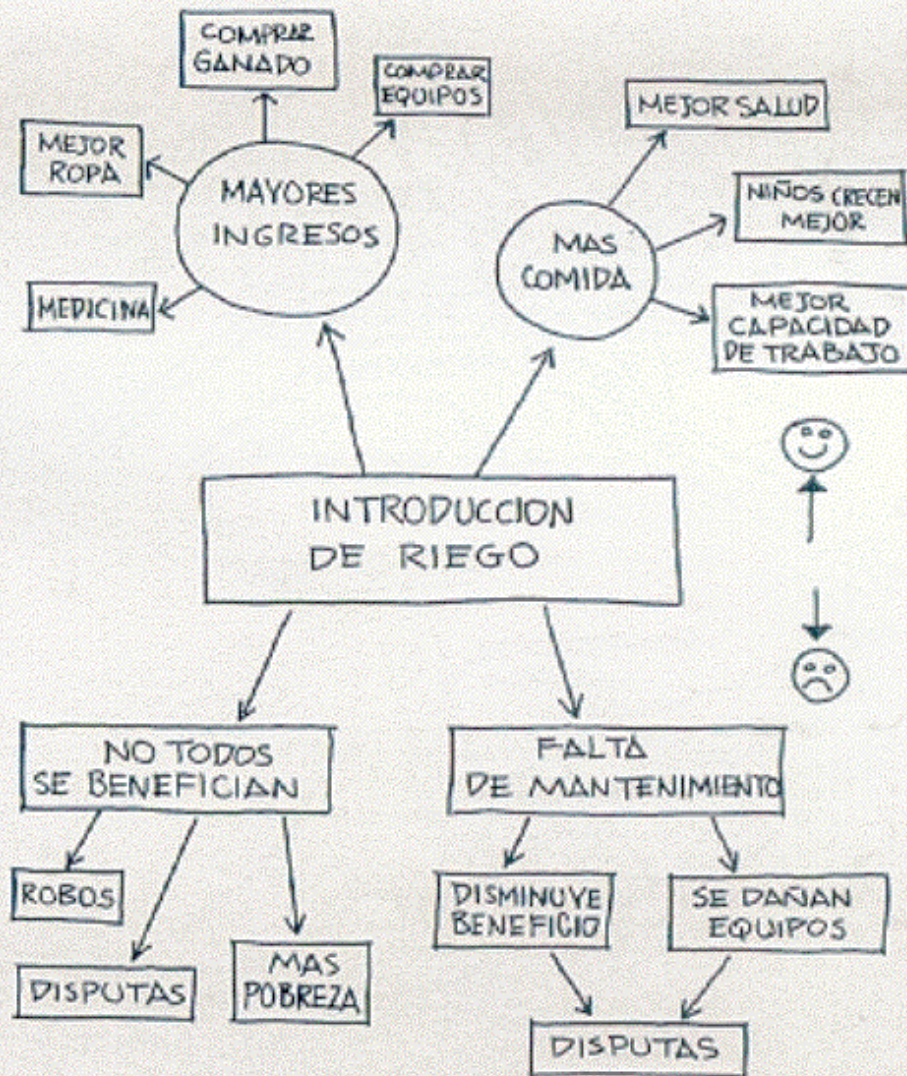 COMPRAR
GANADO
COMPRAR
EQUIPOS
MEJOR
ROPA
MAYORES
INGRESOS
MEDICINA
MEJOR SALUD
NIÑOS CRECEN
MEJOR
MAS
COMIDA
MEJOR
CAPACIDAD
DE TRABAJO
INTRODUCCION
DE RIEGO
NO TODOS
SE BENEFICIAN
FALTA
DE MANTENIMIENTO
ROBOS
DISPUTAS
MAS
POBREZA
DISMINUYE
BENEFICIO
SE DAÑAN
EQUIPOS
DISPUTAS